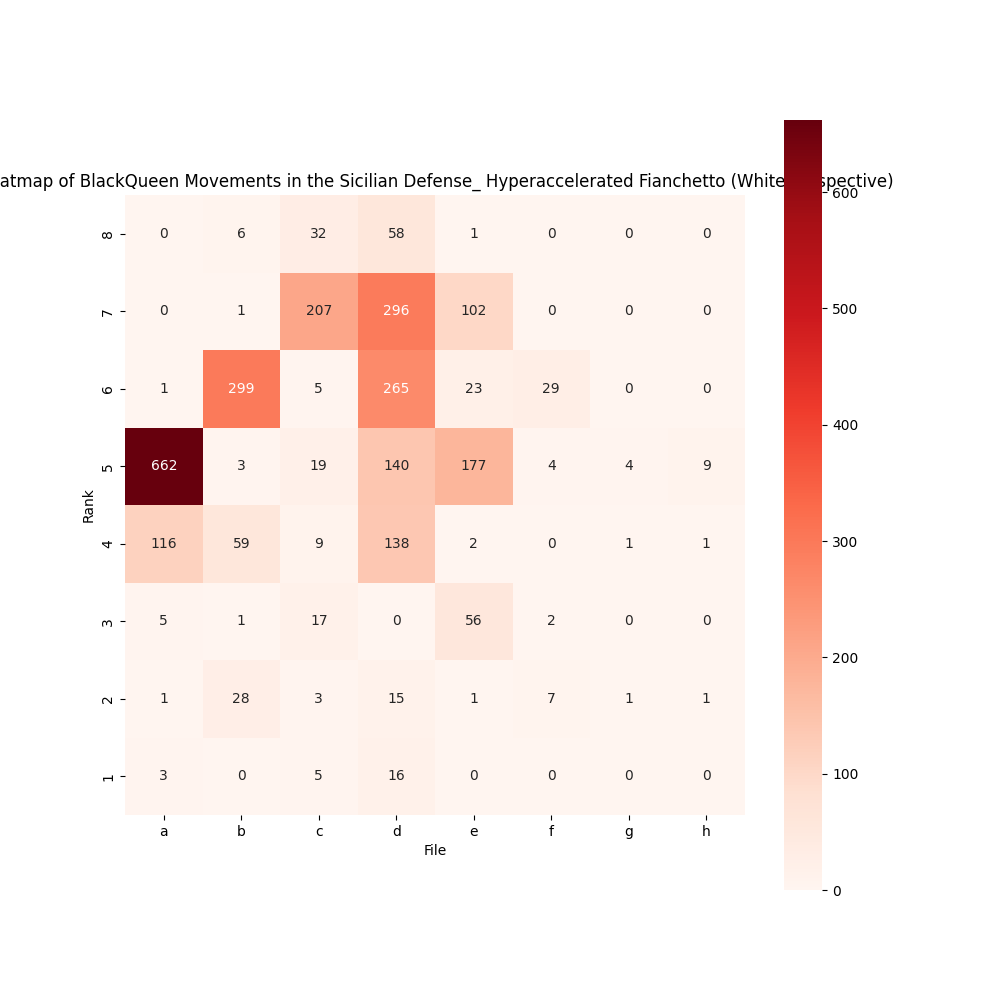 atmap of BlackQueen Movements in the Sicilian Defense_ Hyperaccelerated Fianchetto (White spective)
600
8 0 6 32 58 1 0 0 0
7 0 1 207 296 102 0 0 0
500
6 1 299 5 265 23 29 0 0
400
5 662 3 19 140 177 4 4 9
Rank
4 116 59 9 138 2 0 1 1
300
3 5 1 17 0 56 2 0 0
200
2 1 28 3 15 1 7 1 1
1 3 0 5 16 0 0 0 0
100
a b c d e f g h
File
0